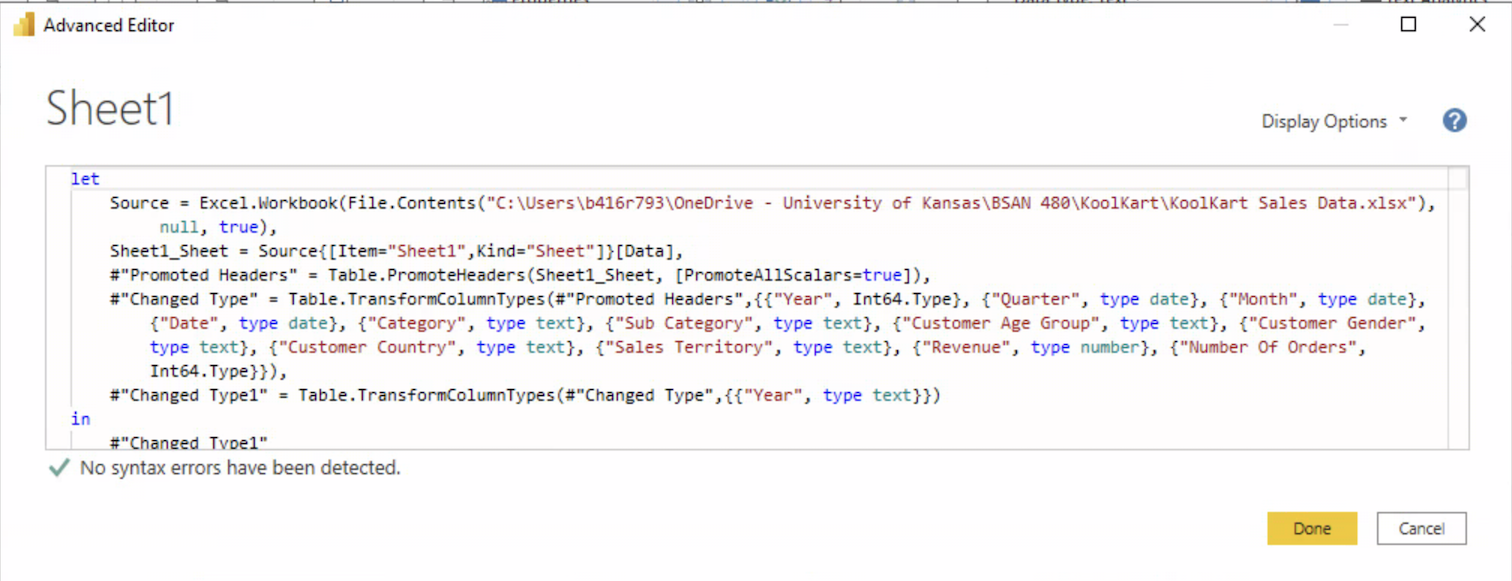 Advanced Editor
Sheet1
Display Options
?
let
Source = Excel.Workbook(File.Contents("C:\Users\b416r793\OneDrive - University of Kansas\BSAN 480\KoolKart\KoolKart Sales Data.xlsx"),
null, true),
Sheet1_Sheet = Source{[Item="Sheet1",Kind="Sheet"]}[Data],
#"Promoted Headers" = Table.PromoteHeaders(Sheet1_Sheet, [PromoteAllScalars=true]),
#"Changed Type" = Table.TransformColumnTypes(#"Promoted Headers",{{"Year", Int64.Type}, {"Quarter", type date}, {"Month", type date},
{"Date", type date}, {"Category", type text}, {"Sub Category", type text}, {"Customer Age Group", type text}, {"Customer Gender",
type text}, {"Customer Country", type text}, {"Sales Territory", type text}, {"Revenue", type number}, {"Number Of Orders",
Int64.Type}}),
#"Changed Type1" = Table.TransformColumnTypes(#"Changed Type",{{"Year", type text}})
in
#"Changed Type1"
No syntax errors have been detected.
Done
Cancel